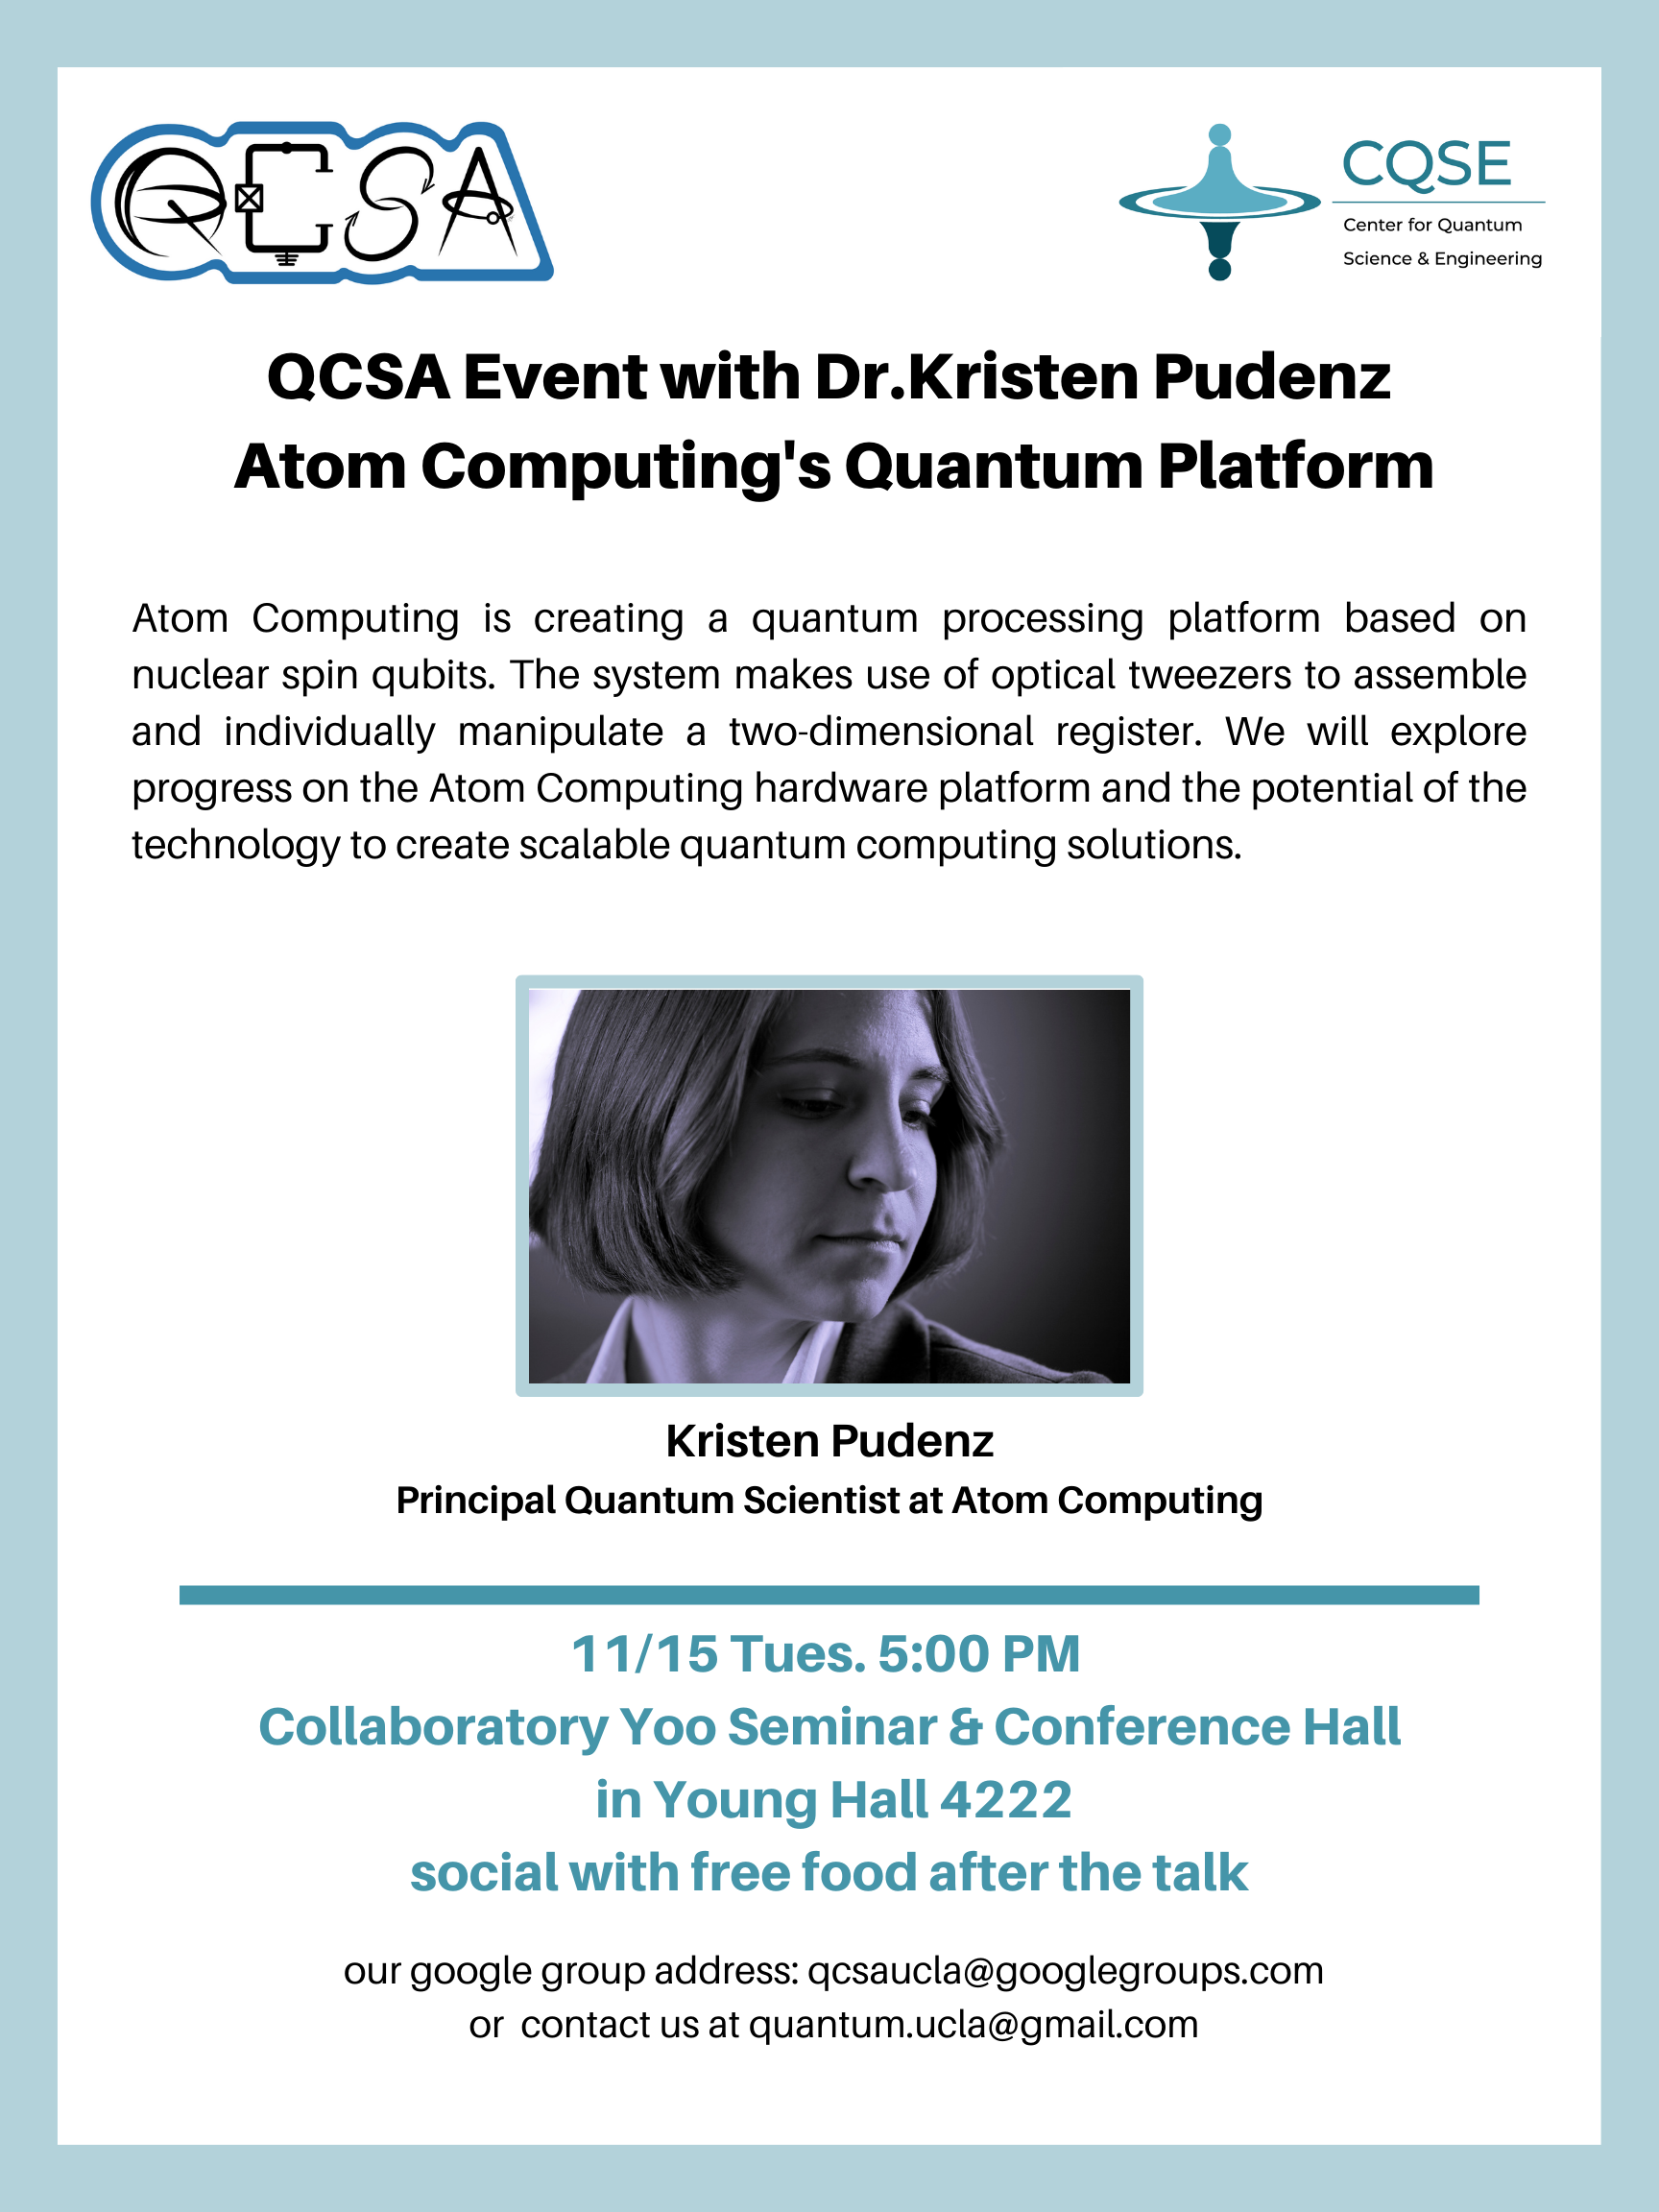 QCSA
CQSE
Center for Quantum
Science & Engineering
QCSA Event with Dr.Kristen Pudenz
Atom Computing's Quantum Platform
Atom Computing is creating a quantum processing platform based on
nuclear spin qubits. The system makes use of optical tweezers to assemble
and individually manipulate a two-dimensional register. We will explore
progress on the Atom Computing hardware platform and the potential of the
technology to create scalable quantum computing solutions.
Kristen Pudenz
Principal Quantum Scientist at Atom Computing
11/15 Tues. 5:00 PM
Collaboratory Yoo Seminar & Conference Hall
in Young Hall 4222
social with free food after the talk
our google group address: qcsaucla@googlegroups.com
or  contact us at quantum.ucla@gmail.com